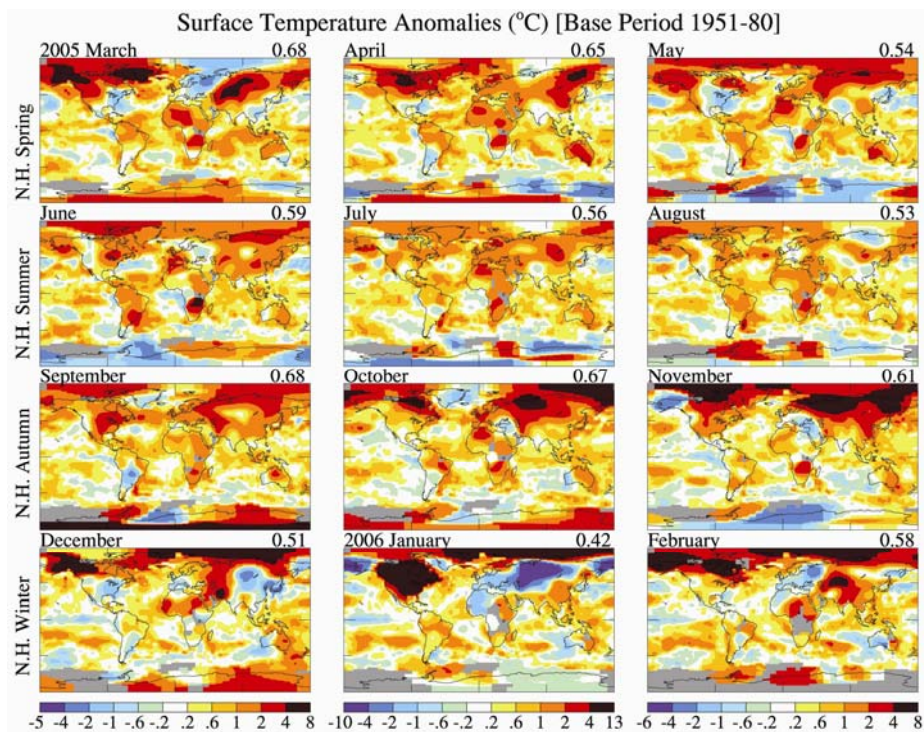 Surface Temperature Anomalies (°C) [Base Period 1951-80]
2005 March 0.68 April 0.65 May 0.54
N.H. Spring
June 0.59 July 0.56 August 0.53
N.H. Summer
September 0.68 October 0.67 November 0.61
N.H. Autumn
December 0.51 2006 January 0.42 February 0.58
N.H. Winter
-5 -4 -2 -1 -.6 -.2 .2 .6 1 2 4 8 -10 -4 -2 -1 -.6 -.2 .2 .6 1 2 4 13 -6 -4 -2 -1 -.6 -.2 .2 .6 1 2 4 8